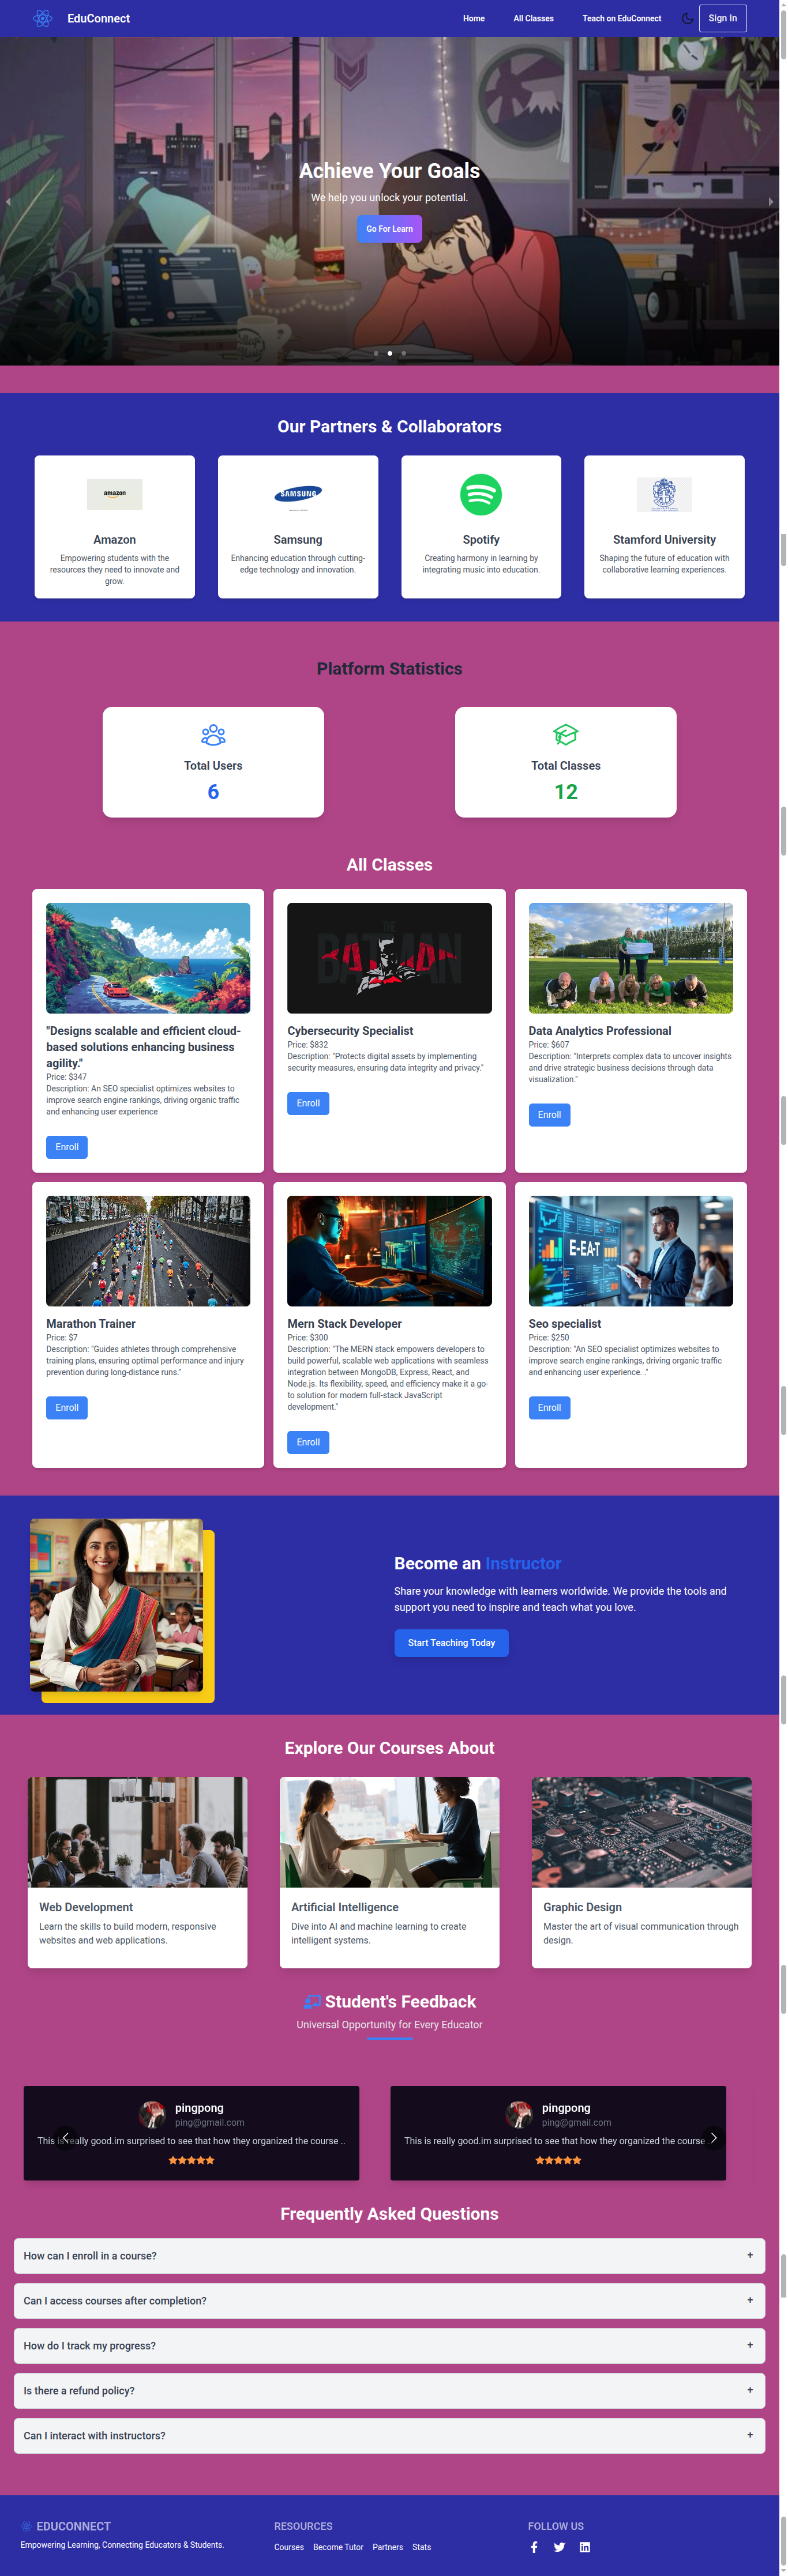 EduConnect
Home
All Classes
Teach on EduConnect
Sign In
Achieve Your Goals
We help you unlock your potential.
Go For Learn
Our Partners & Collaborators
amazon
Amazon
Empowering students with the
resources they need to innovate and
grow.
SAMSUNG
Samsung
Enhancing education through cutting-
edge technology and innovation.
Spotify
Creating harmony in learning by
integrating music into education.
Stamford University
Shaping the future of education with
collaborative learning experiences.
Platform Statistics
Total Users
6
Total Classes
12
All Classes
"Designs scalable and efficient cloud-
based solutions enhancing business
agility."
Price: $347
Description: An SEO specialist optimizes websites to
improve search engine rankings, driving organic traffic
and enhancing user experience
Enroll
THE
BATMAN
Cybersecurity Specialist
Price: $832
Description: "Protects digital assets by implementing
security measures, ensuring data integrity and privacy."
Enroll
Data Analytics Professional
Price: $607
Description: "Interprets complex data to uncover insights
and drive strategic business decisions through data
visualization."
Enroll
Marathon Trainer
Price: $7
Description: "Guides athletes through comprehensive
training plans, ensuring optimal performance and injury
prevention during long-distance runs."
Enroll
Mern Stack Developer
Price: $300
Description: "The MERN stack empowers developers to
build powerful, scalable web applications with seamless
integration between MongoDB, Express, React, and
Node.js. Its flexibility, speed, and efficiency make it a go-
to solution for modern full-stack JavaScript
development."
Enroll
E-EA-T
Seo specialist
Price: $250
Description: "An SEO specialist optimizes websites to
improve search engine rankings, driving organic traffic
and enhancing user experience. ."
Enroll
Become an Instructor
Share your knowledge with learners worldwide. We provide the tools and
support you need to inspire and teach what you love.
Start Teaching Today
Explore Our Courses About
Web Development
Learn the skills to build modern, responsive
websites and web applications.
Artificial Intelligence
Dive into AI and machine learning to create
intelligent systems.
Graphic Design
Master the art of visual communication through
design.
Student's Feedback
Universal Opportunity for Every Educator
pingpong
ping@gmail.com
This is really good.im surprised to see that how they organized the course ..
pingpong
ping@gmail.com
This is really good.im surprised to see that how they organized the course
Frequently Asked Questions
How can I enroll in a course?
+
Can I access courses after completion?
+
How do I track my progress?
+
Is there a refund policy?
+
Can I interact with instructors?
+
EDUCONNECT
Empowering Learning, Connecting Educators & Students.
RESOURCES
Courses
Become Tutor
Partners
Stats
FOLLOW US